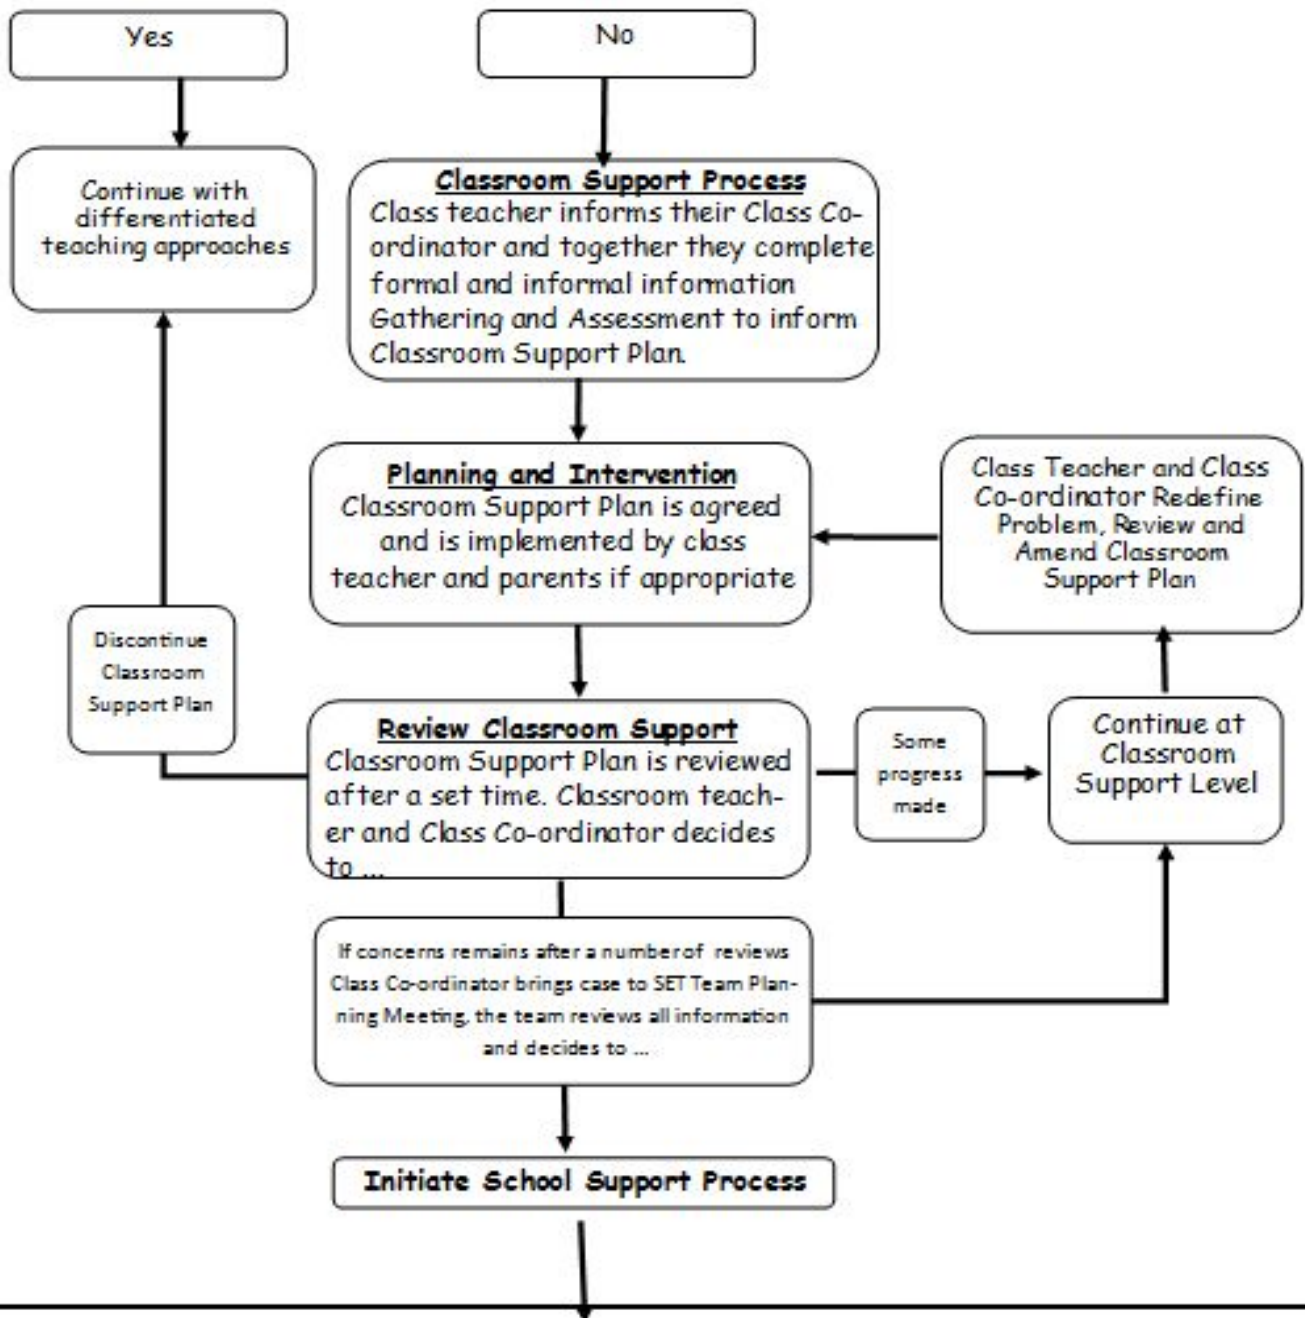 Yes
No
Continue with
differentiated
teaching approaches
Classroom Support Process
Class teacher informs their Class Co-
ordinator and together they complete
formal and informal information
Gathering and Assessment to inform
Classroom Support Plan.
Planning and Intervention
Classroom Support Plan is agreed
and is implemented by class
teacher and parents if appropriate
Class Teacher and Class
Co-ordinator Redefine
Problem, Review and
Amend Classroom
Support Plan
Discontinue
Classroom
Support Plan
Review Classroom Support
Classroom Support Plan is reviewed
after a set time. Classroom teach-
er and Class Co-ordinator decides
to ...
Some
progress
made
Continue at
Classroom
Support Level
If concerns remains after a number of reviews
Class Co-ordinator brings case to SET Team Plan-
ning Meeting, the team reviews all information
and decides to ...
Initiate School Support Process